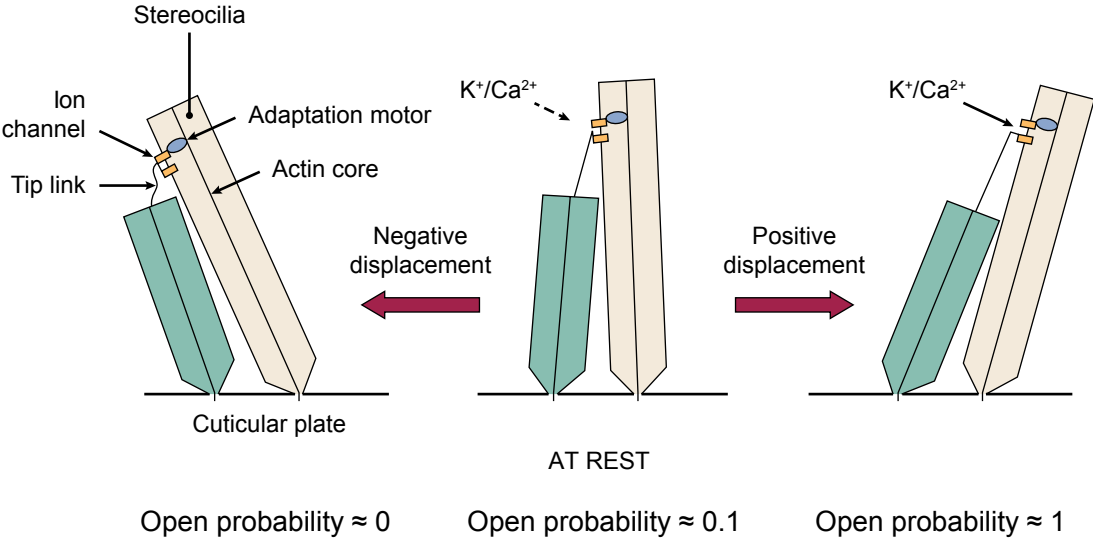 Stereocilia
Ion
channel
Adaptation motor
Tip link
Actin core
K⁺/Ca²⁺
K⁺/Ca²⁺
Negative
displacement
Positive
displacement
Cuticular plate
AT REST
Open probability ≈ 0
Open probability ≈ 0.1
Open probability ≈ 1